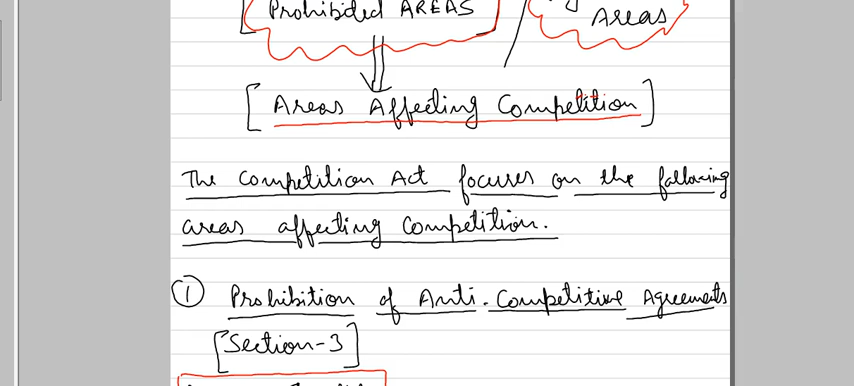 [ Prohibited AREAS
Areas
[ Areas Affecting Competition ]
The Competition Act focuses on the following
areas affecting Competition.
① Prohibition of Anti-Competitive Agreements
[Section-3]